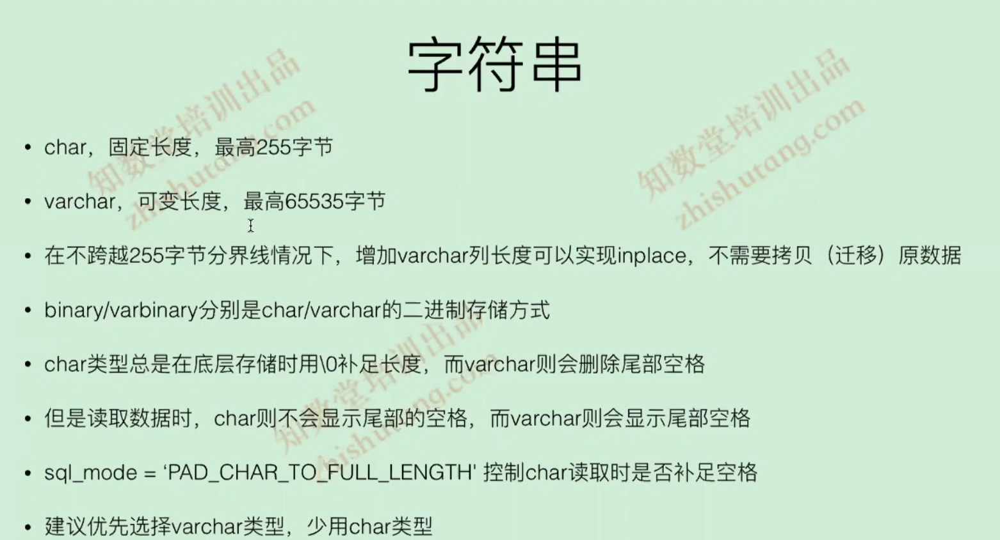 字符串
• char，固定长度，最高255字节
• varchar，可变长度，最高65535字节
• 在不跨越255字节分界线情况下，增加varchar列长度可以实现inplace，不需要拷贝（迁移）原数据
• binary/varbinary分别是char/varchar的二进制存储方式
• char类型总是在底层存储时用\0补足长度，而varchar则会删除尾部空格
• 但是读取数据时，char则不会显示尾部的空格，而varchar则会显示尾部空格
• sql_mode = ‘PAD_CHAR_TO_FULL_LENGTH' 控制char读取时是否补足空格
• 建议优先选择varchar类型，少用char类型
知数堂培训出品
zhishutang.com
知数堂培训出品
zhishutang.com
知数堂培训出品
zhishutang.com